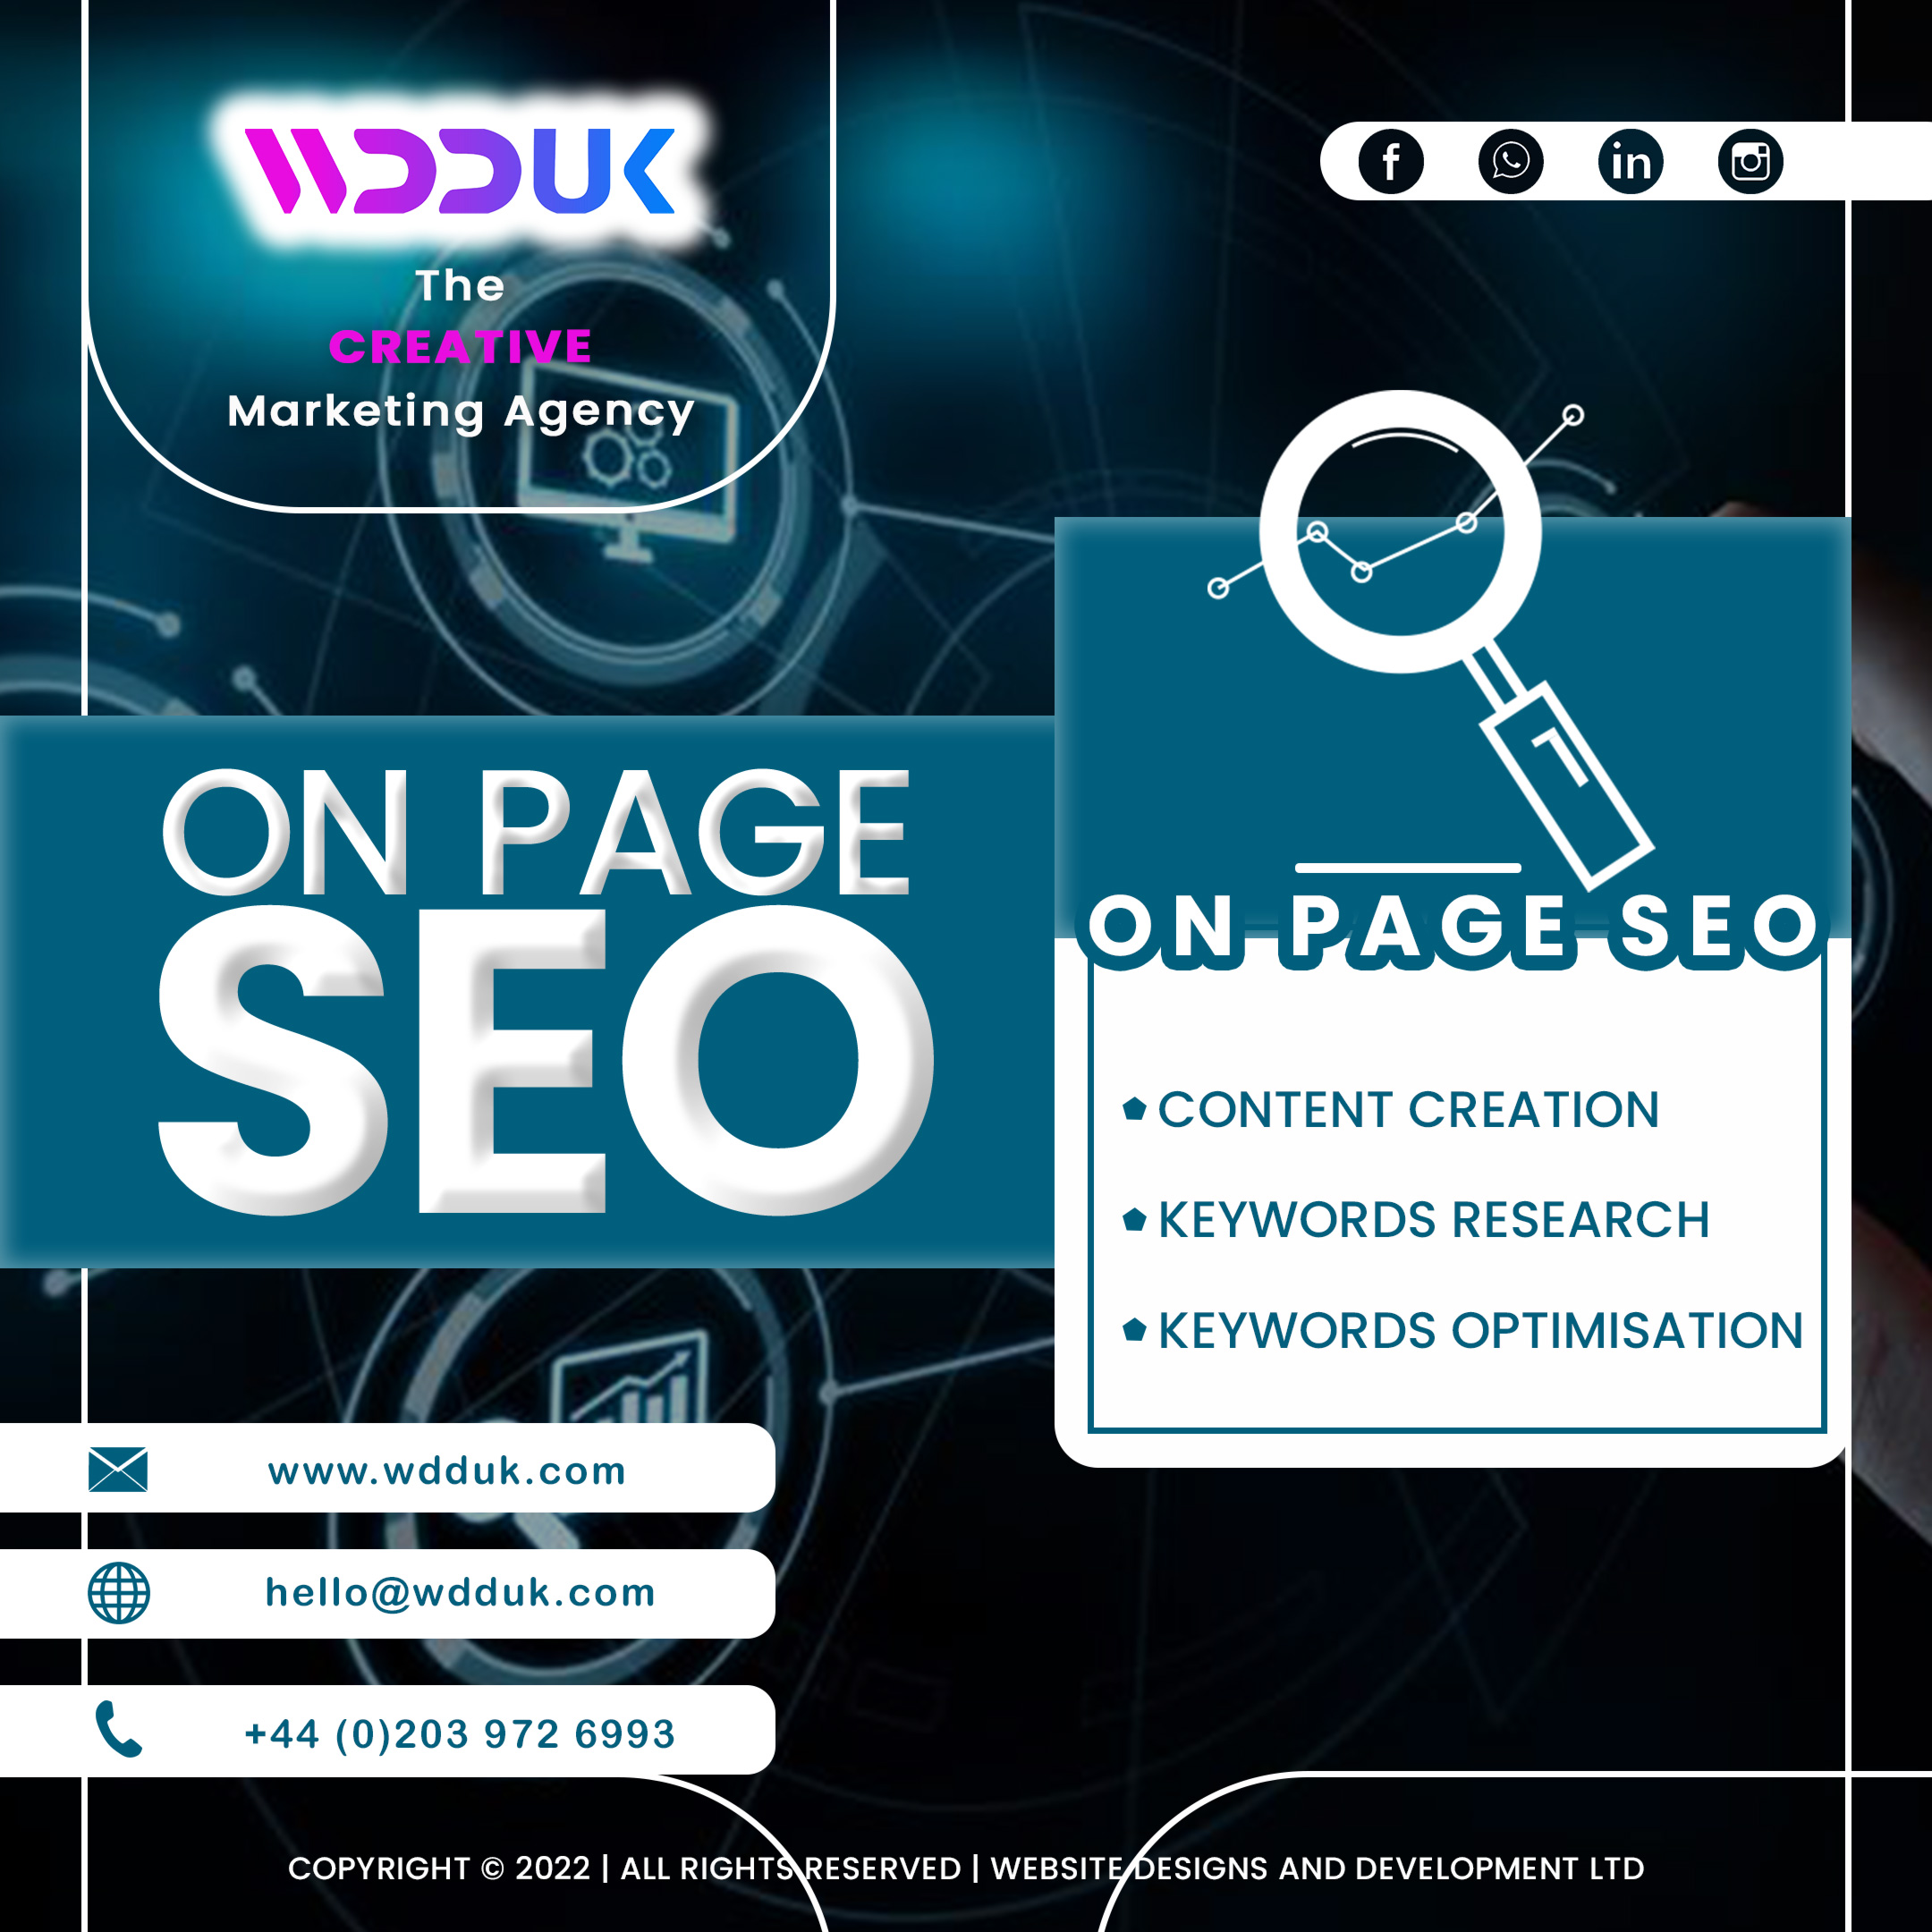 WDDUK
The
CREATIVE
Marketing Agency
ON PAGE
SEO
ON PAGE SEO
CONTENT CREATION
KEYWORDS RESEARCH
KEYWORDS OPTIMISATION
www.wdduk.com
hello@wdduk.com
+44 (0)203 972 6993
COPYRIGHT © 2022 | ALL RIGHTS RESERVED | WEBSITE DESIGNS AND DEVELOPMENT LTD